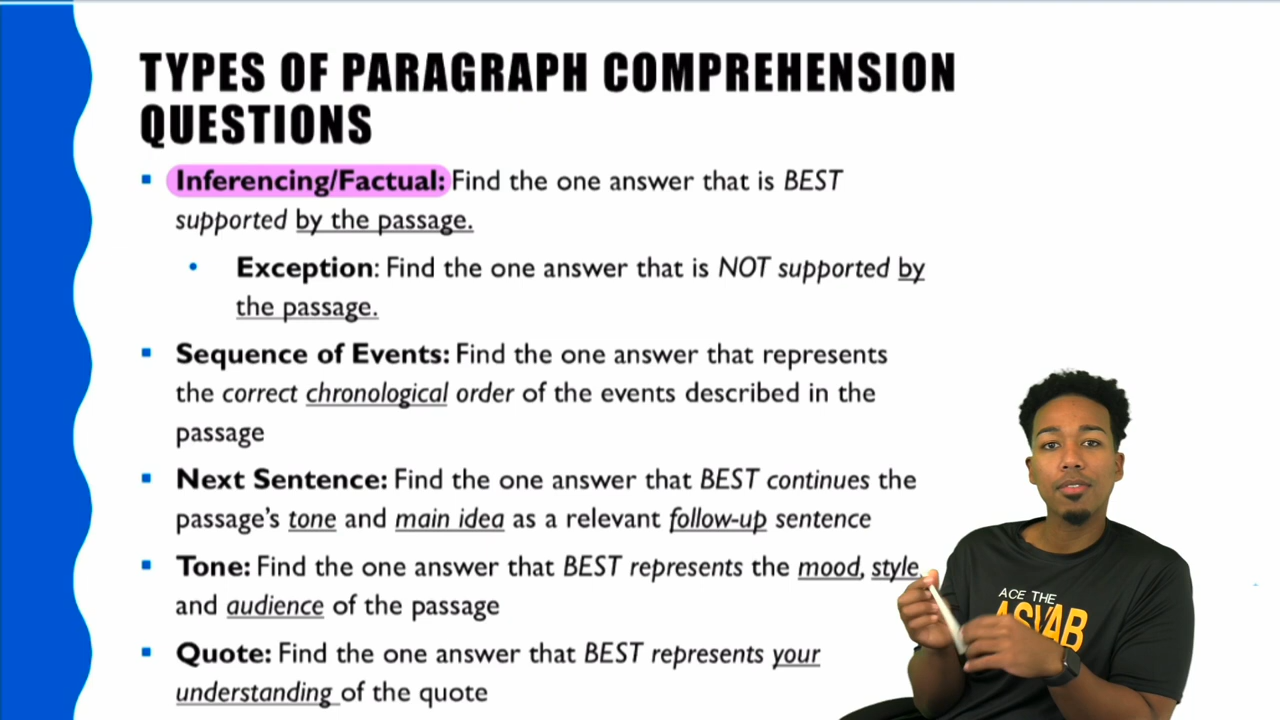 TYPES OF PARAGRAPH COMPREHENSION
QUESTIONS
▪ Inferencing/Factual: Find the one answer that is BEST
supported by the passage.
• Exception: Find the one answer that is NOT supported by
the passage.
▪ Sequence of Events: Find the one answer that represents
the correct chronological order of the events described in the
passage
▪ Next Sentence: Find the one answer that BEST continues the
passage's tone and main idea as a relevant follow-up sentence
▪ Tone: Find the one answer that BEST represents the mood, style,
and audience of the passage
▪ Quote: Find the one answer that BEST represents your
understanding of the quote
ACE THE
ASVAB